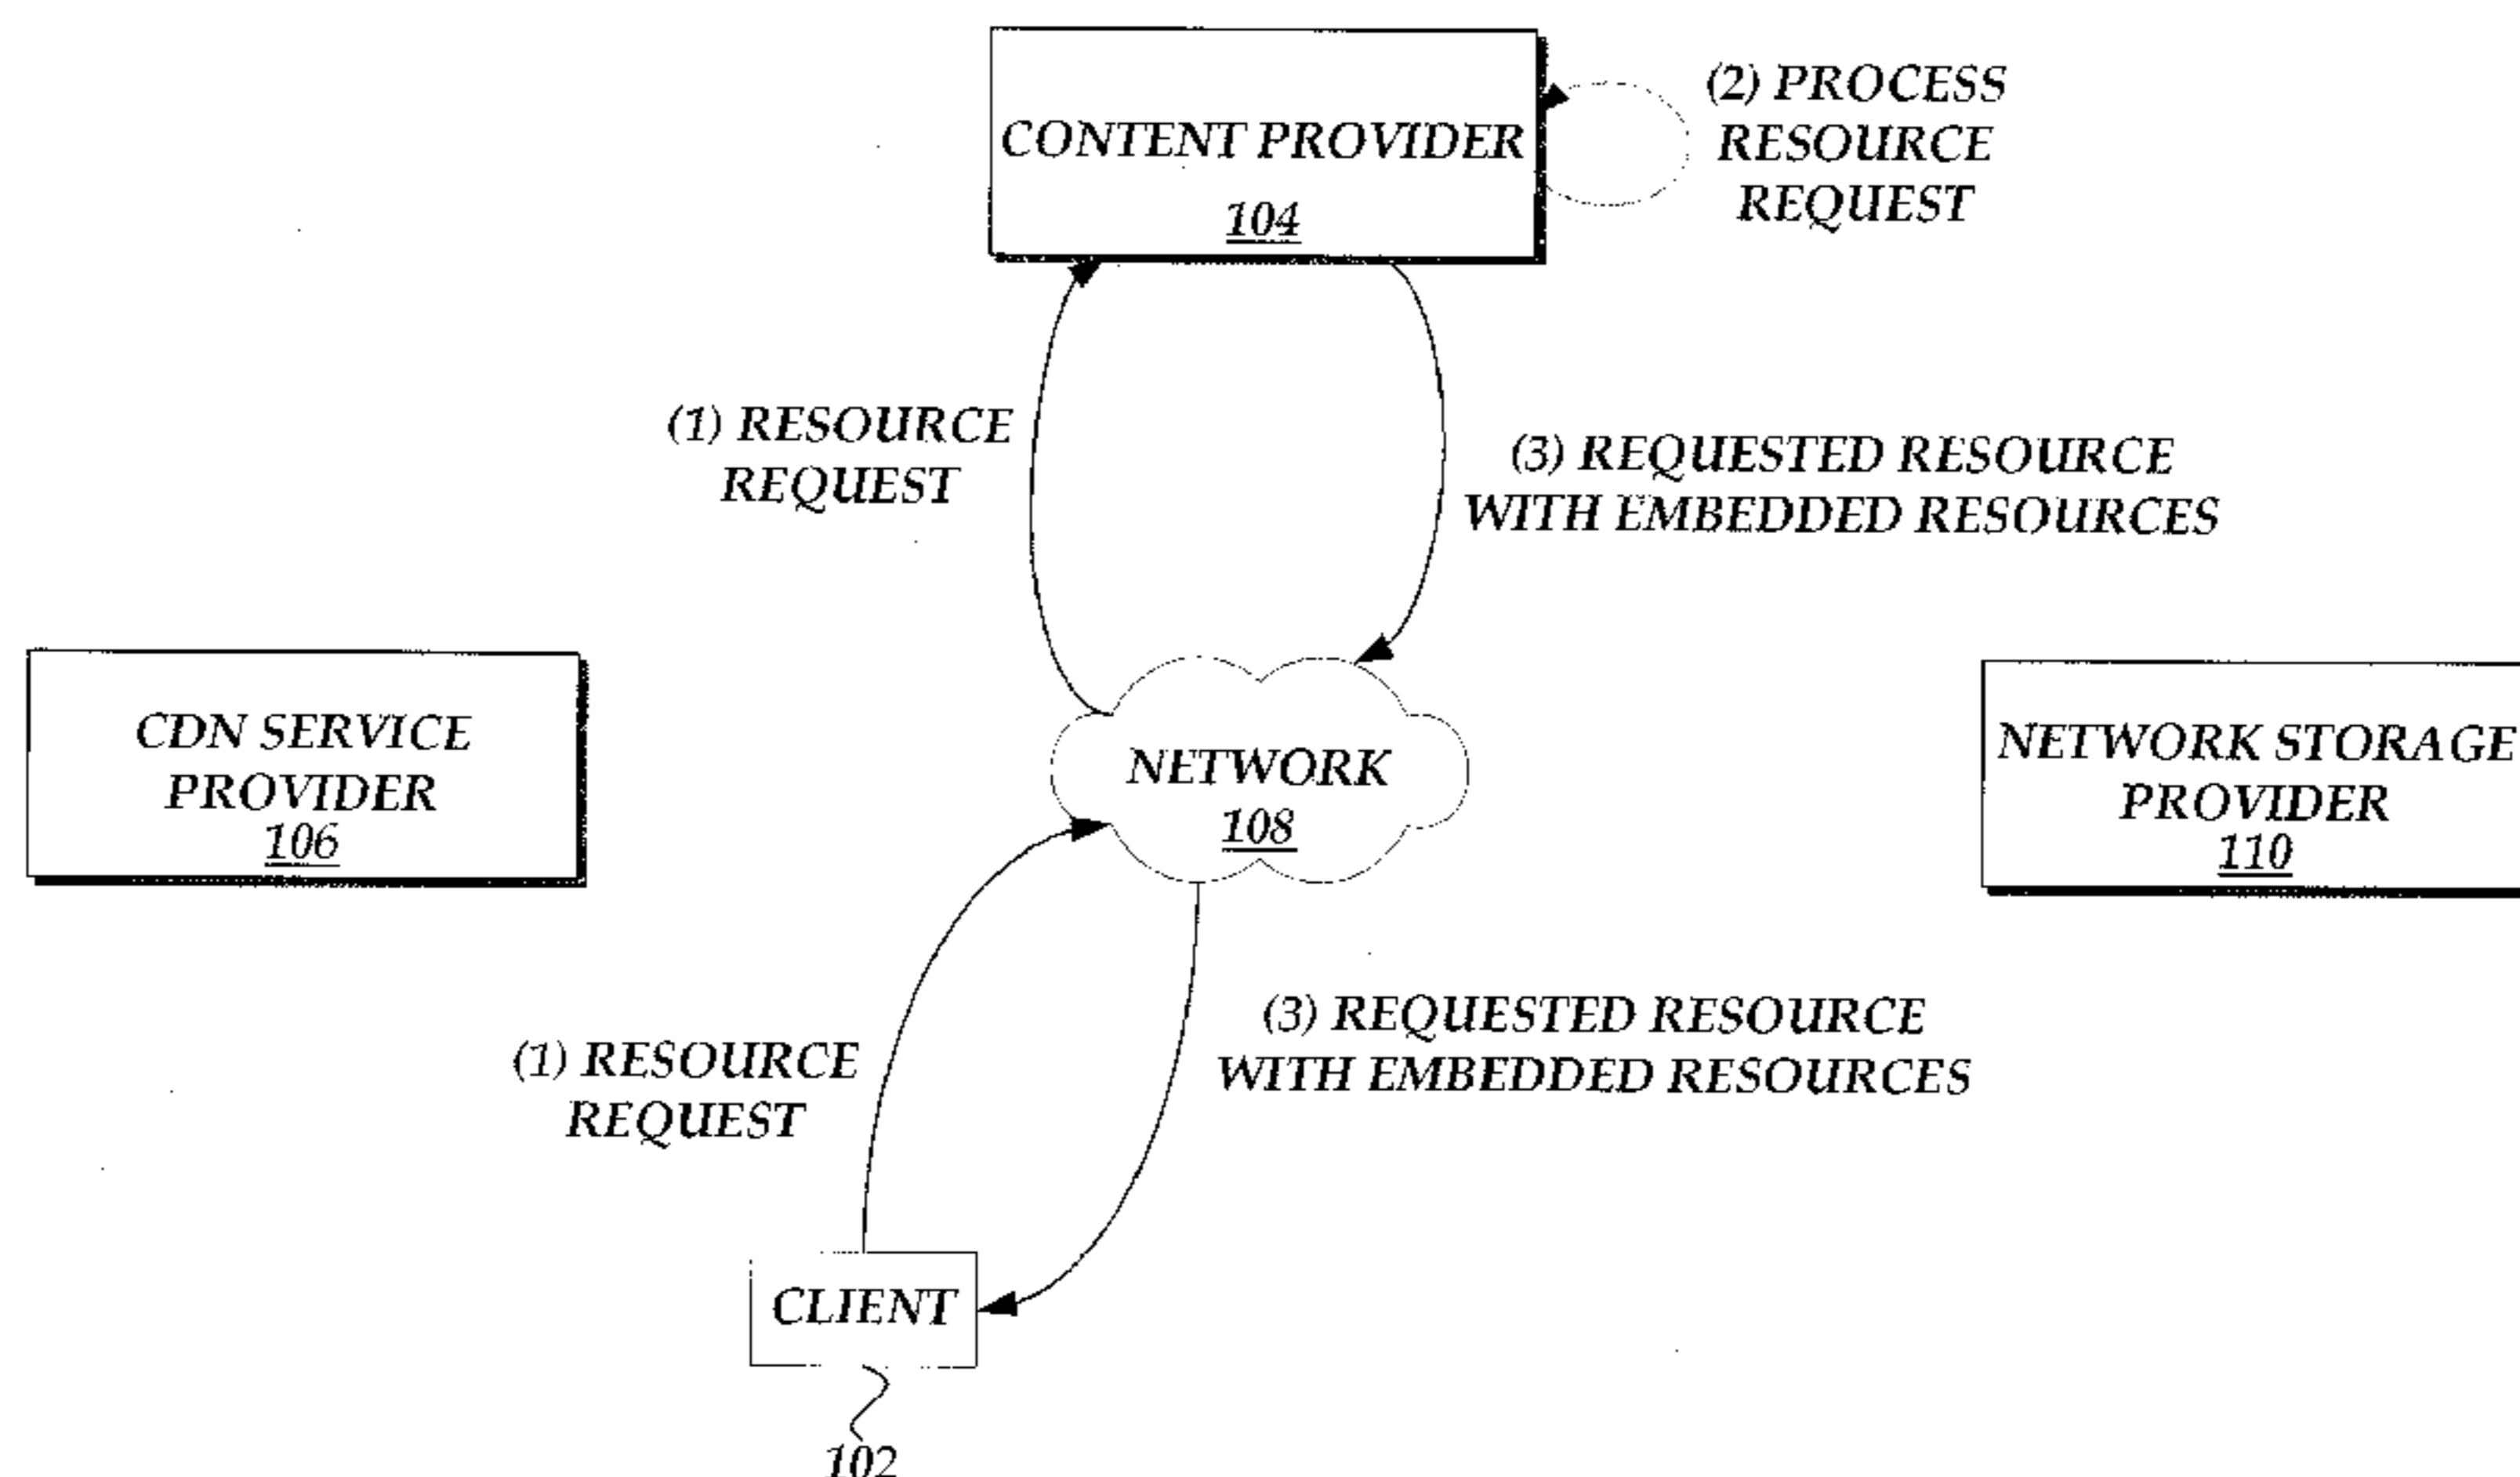 CONTENT PROVIDER
104
(2) PROCESS
RESOURCE
REQUEST
(1) RESOURCE
REQUEST
(3) REQUESTED RESOURCE
WITH EMBEDDED RESOURCES
CDN SERVICE
PROVIDER
106
NETWORK
108
NETWORK STORAGE
PROVIDER
110
(1) RESOURCE
REQUEST
(3) REQUESTED RESOURCE
WITH EMBEDDED RESOURCES
CLIENT
102